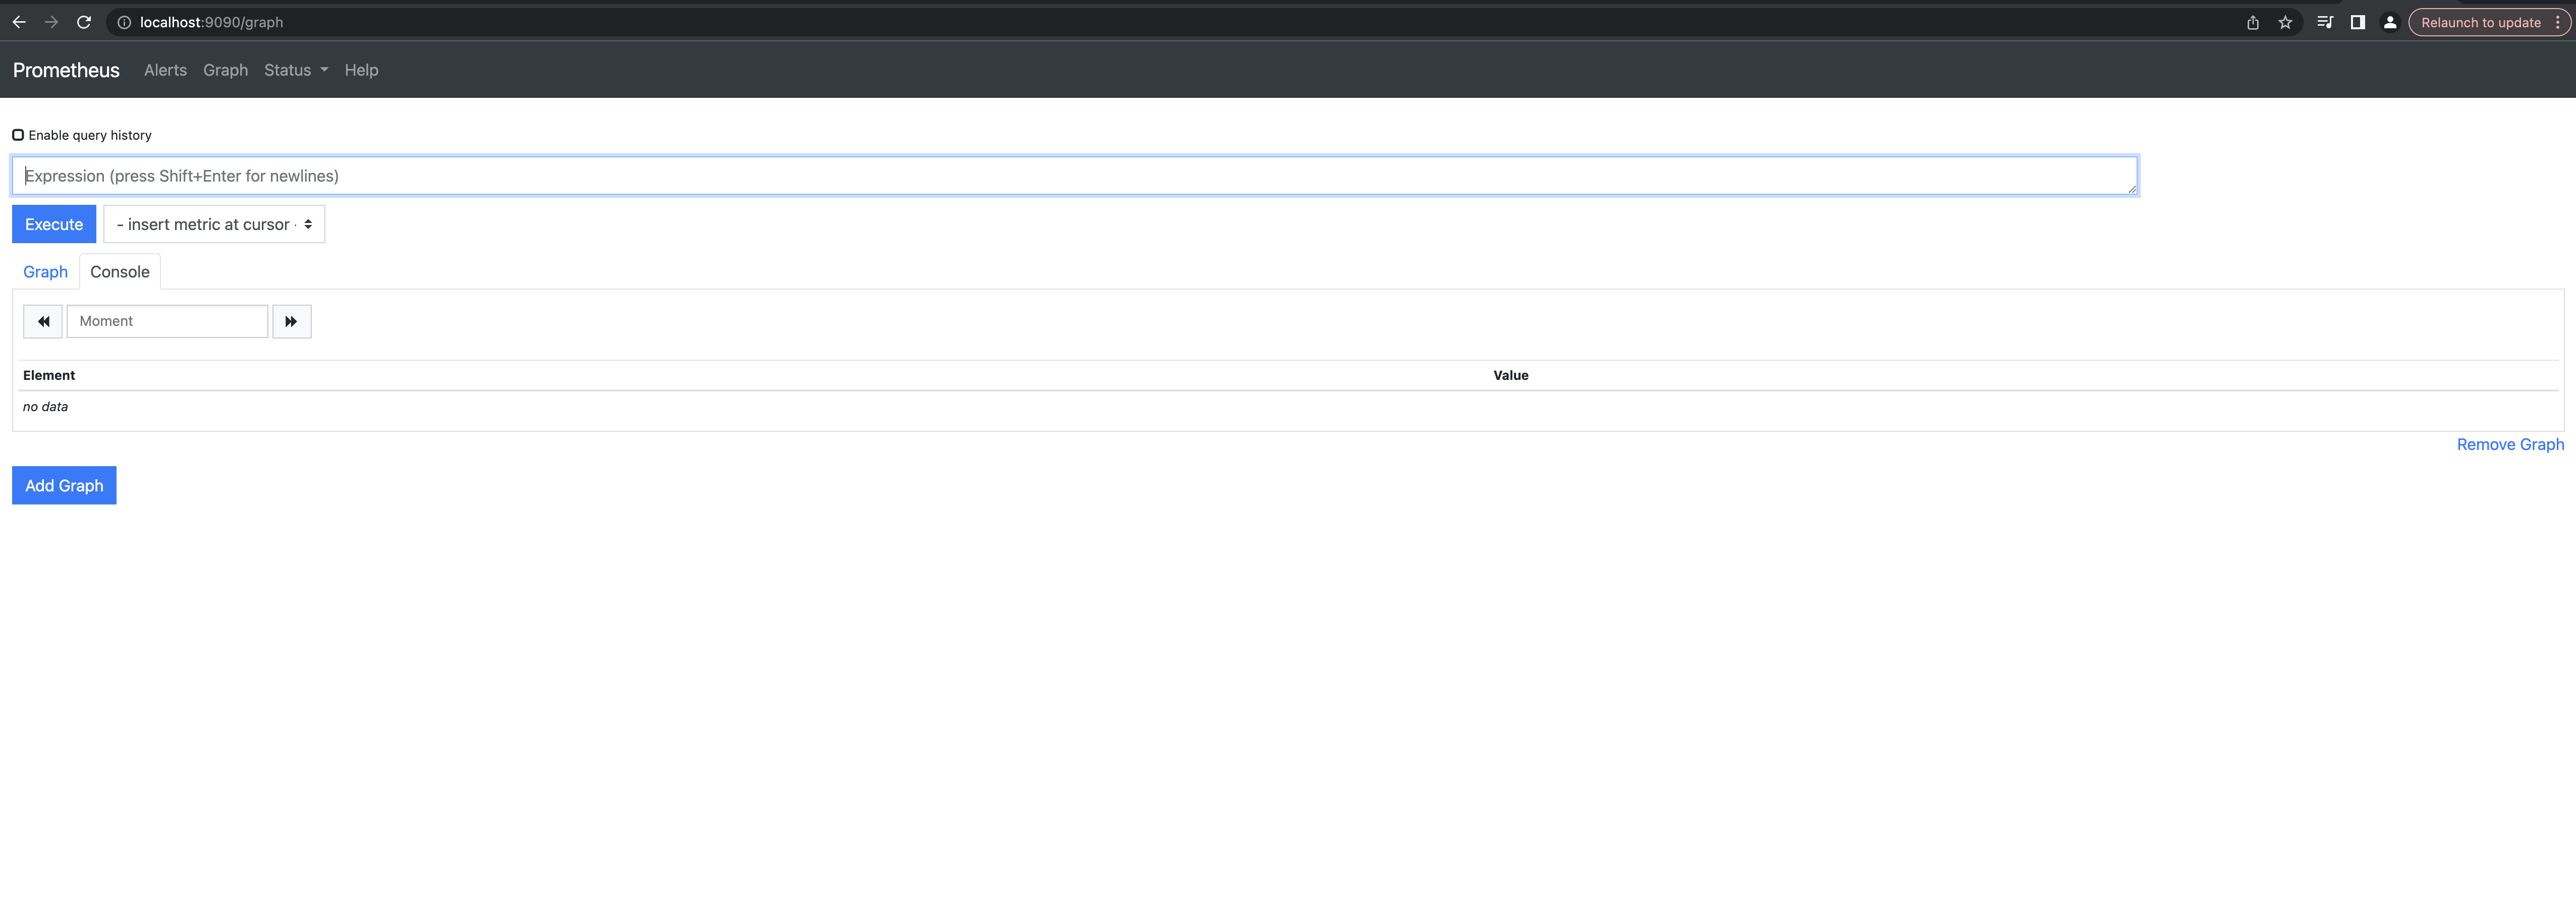 localhost:9090/graph
Relaunch to update
Prometheus Alerts Graph Status Help
Enable query history
Expression (press Shift+Enter for newlines)
Execute - insert metric at cursor -
Graph Console
Moment
Element Value
no data
Remove Graph
Add Graph